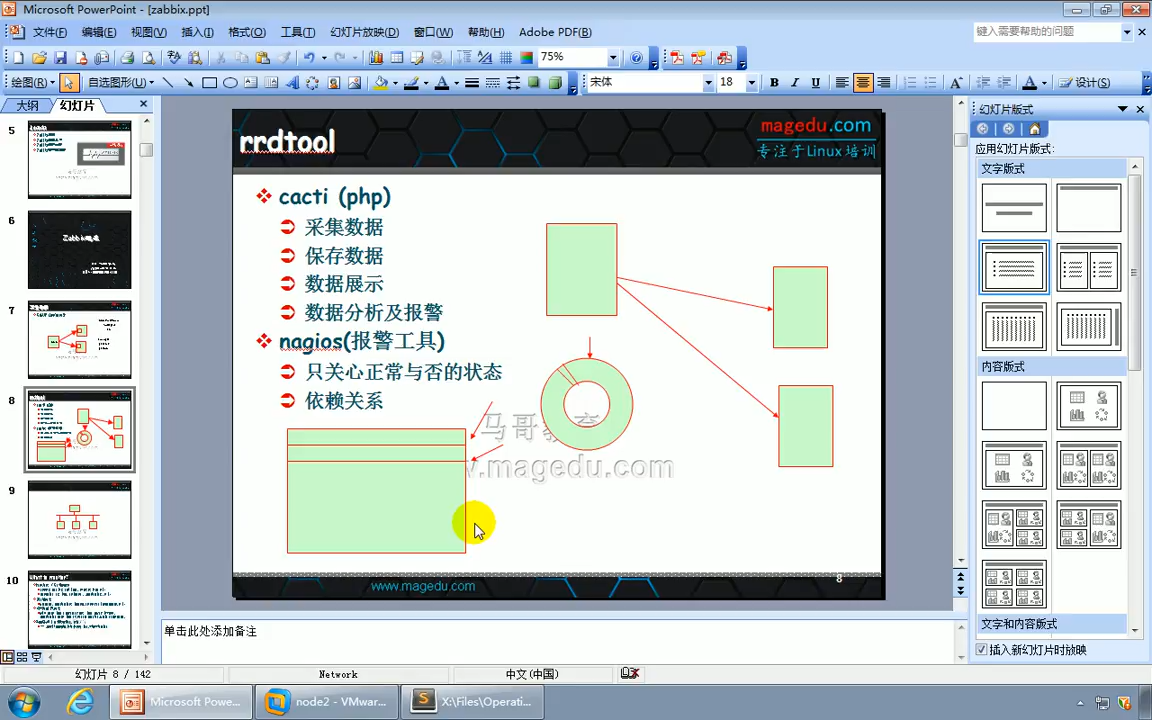 Microsoft PowerPoint - [zabbix.ppt]
文件(F) 编辑(E) 视图(V) 插入(I) 格式(O) 工具(T) 幻灯片放映(D) 窗口(W) 帮助(H) Adobe PDF(B)
键入需要帮助的问题
75%
绘图(R) 自选图形(U)
宋体 18 B I U A 设计(S)
大纲 幻灯片
幻灯片版式
应用幻灯片版式:
文字版式
内容版式
文字和内容版式
插入新幻灯片时放映
5
6
7
8
9
10
rrdtool
magedu.com
专注于Linux培训
cacti (php)
采集数据
保存数据
数据展示
数据分析及报警
nagios(报警工具)
只关心正常与否的状态
依赖关系
马哥教育
w.magedu.com
www.magedu.com
8
单击此处添加备注
幻灯片 8 / 142
Network
中文(中国)
Microsoft Powe...
node2 - VMwar...
X:\Files\Operati...